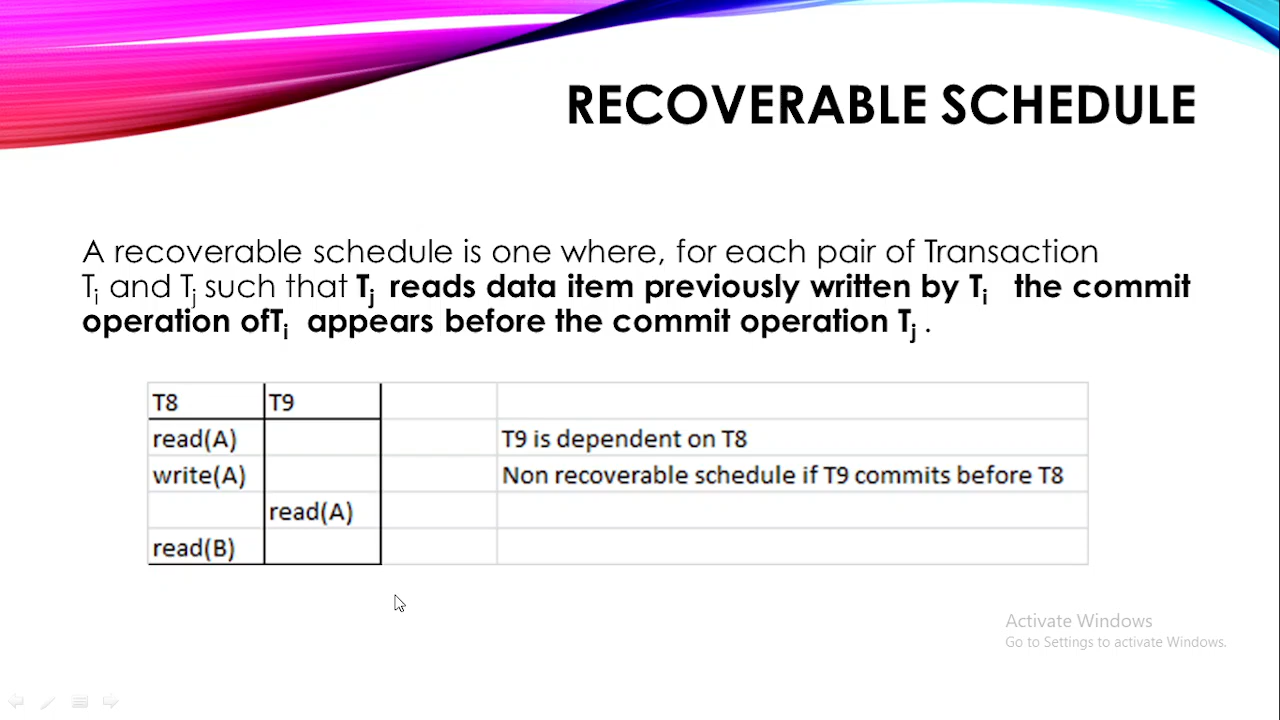 RECOVERABLE SCHEDULE
A recoverable schedule is one where, for each pair of Transaction
Ti and Tj such that Tj reads data item previously written by Ti the commit
operation ofTi appears before the commit operation Tj .
T8 T9
read(A) T9 is dependent on T8
write(A) Non recoverable schedule if T9 commits before T8
read(A)
read(B)
Activate Windows
Go to Settings to activate Windows.